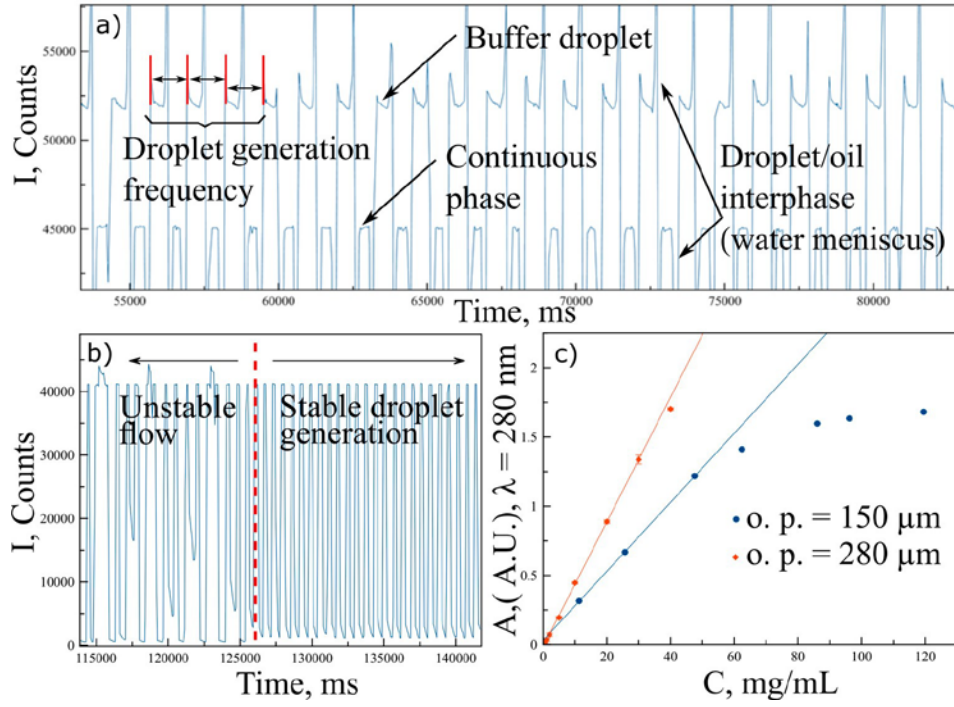 a)
I, Counts
55000
50000
45000
Buffer droplet
Droplet generation
frequency
Continuous
phase
Droplet/oil
interphase
(water meniscus)
55000
60000
65000
70000
75000
80000
Time, ms
b)
I, Counts
40000
30000
20000
10000
0
Unstable
flow
Stable droplet
generation
115000
120000
125000
130000
135000
140000
Time, ms
c)
A,( A.U.), λ = 280 nm
2
1.5
1
0.5
0
o. p. = 150 µm
o. p. = 280 µm
0
20
40
60
80
100
120
C, mg/mL